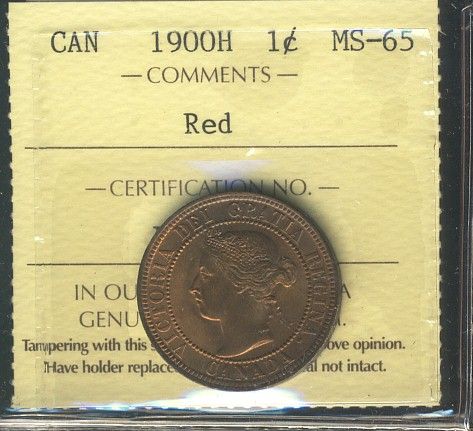 CAN 1900H 1¢ MS-65
— COMMENTS —
Red
— CERTIFICATION NO. —
VICTORIA DEI GRATIA REGINA.
CANADA
IN OU
GENU
Tampering with this ove opinion.
Have holder replace al not intact.